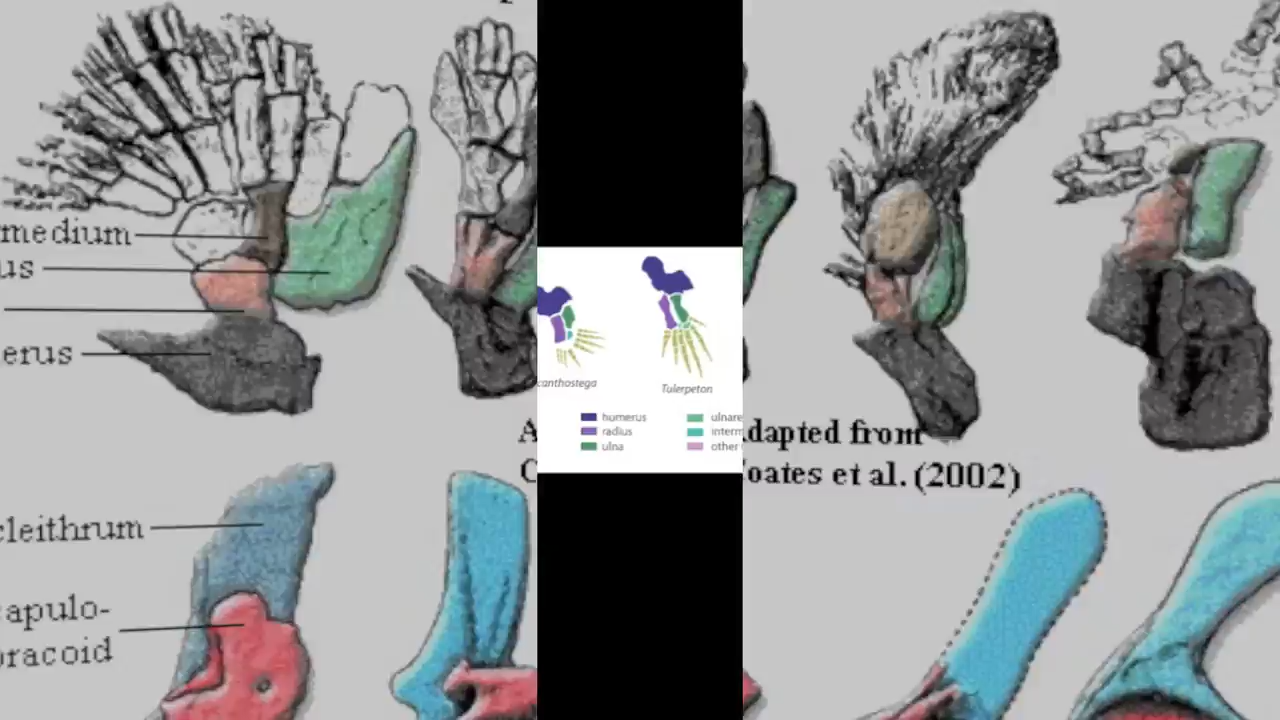 medium
us
erus
canthostega
Tulerpeton
humerus
radius
ulna
ulnare
interm
other
A
dapted from
C
oates et al. (2002)
cleithrum
apulo-
oracoid